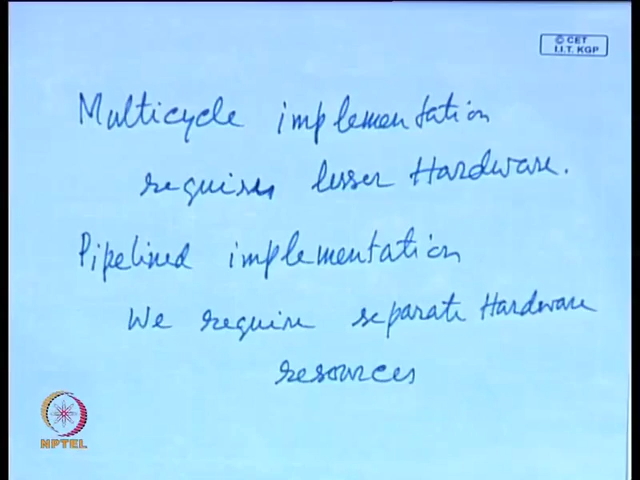 © CET
I.I.T. KGP
Multicycle implementation
requires lesser Hardware.
Pipelined implementation
We require separate Hardware
resources
NPTEL